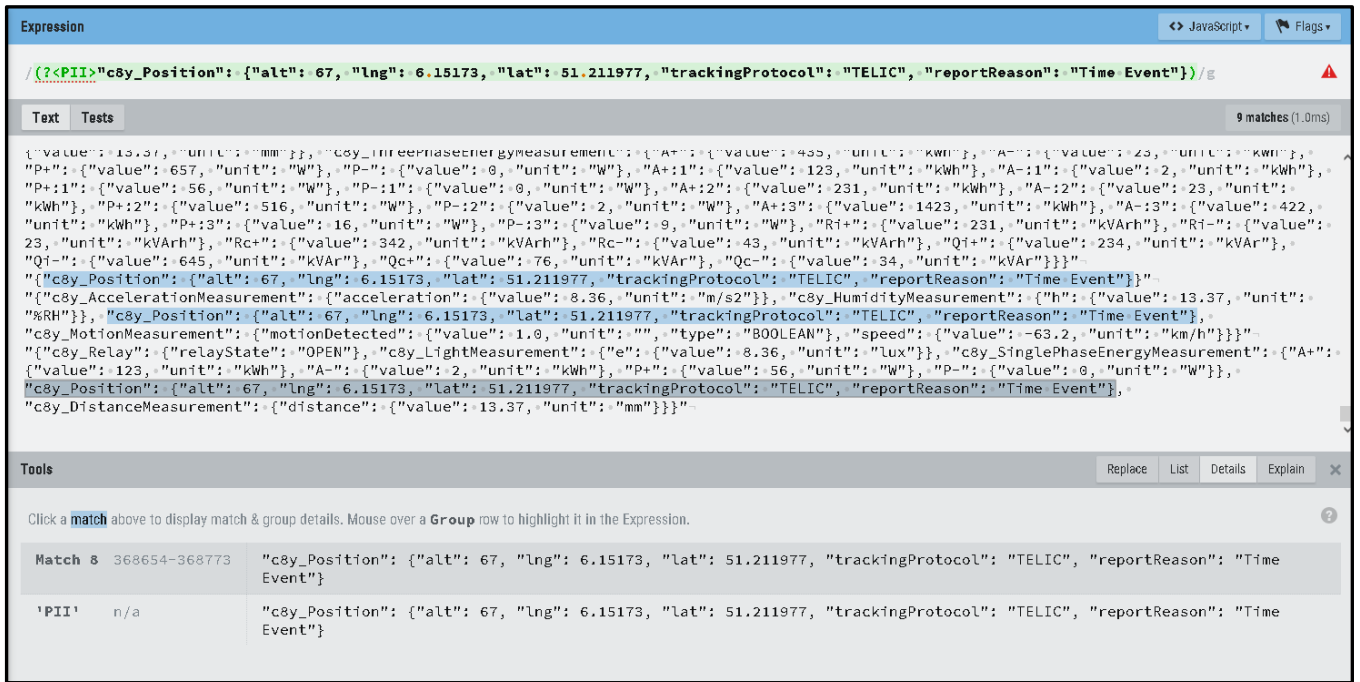 Expression
<> JavaScript
Flags
/(?<PII>"c8y_Position": {"alt": 67, "lng": 6.15173, "lat": 51.211977, "trackingProtocol": "TELIC", "reportReason": "Time Event"})/g
Text Tests
9 matches (1.0ms)
{"value": 13.37, "unit": "mm"}}, "c8y_ThreePhaseEnergyMeasurement": {"A+": {"value": 435, "unit": "kWh"}, "A-": {"value": 23, "unit": "kWh"},
"P+": {"value": 657, "unit": "W"}, "P-": {"value": 0, "unit": "W"}, "A+:1": {"value": 123, "unit": "kWh"}, "A-:1": {"value": 2, "unit": "kWh"},
"P+:1": {"value": 56, "unit": "W"}, "P-:1": {"value": 0, "unit": "W"}, "A+:2": {"value": 231, "unit": "kWh"}, "A-:2": {"value": 23, "unit":
"kWh"}, "P+:2": {"value": 516, "unit": "W"}, "P-:2": {"value": 2, "unit": "W"}, "A+:3": {"value": 1423, "unit": "kWh"}, "A-:3": {"value": 422,
"unit": "kWh"}, "P+:3": {"value": 16, "unit": "W"}, "P-:3": {"value": 9, "unit": "W"}, "Ri+": {"value": 231, "unit": "kVArh"}, "Ri-": {"value":
23, "unit": "kVArh"}, "Rc+": {"value": 342, "unit": "kVArh"}, "Rc-": {"value": 43, "unit": "kVArh"}, "Qi+": {"value": 234, "unit": "kVAr"},
"Qi-": {"value": 645, "unit": "kVAr"}, "Qc+": {"value": 76, "unit": "kVAr"}, "Qc-": {"value": 34, "unit": "kVAr"}}}"
"{"c8y_Position": {"alt": 67, "lng": 6.15173, "lat": 51.211977, "trackingProtocol": "TELIC", "reportReason": "Time Event"}}"
"{"c8y_AccelerationMeasurement": {"acceleration": {"value": 8.36, "unit": "m/s2"}}, "c8y_HumidityMeasurement": {"h": {"value": 13.37, "unit":
"%RH"}}, "c8y_Position": {"alt": 67, "lng": 6.15173, "lat": 51.211977, "trackingProtocol": "TELIC", "reportReason": "Time Event"},
"c8y_MotionMeasurement": {"motionDetected": {"value": 1.0, "unit": "", "type": "BOOLEAN"}, "speed": {"value": -63.2, "unit": "km/h"}}}"
"{"c8y_Relay": {"relayState": "OPEN"}, "c8y_LightMeasurement": {"e": {"value": 8.36, "unit": "lux"}}, "c8y_SinglePhaseEnergyMeasurement": {"A+":
{"value": 123, "unit": "kWh"}, "A-": {"value": 2, "unit": "kWh"}, "P+": {"value": 56, "unit": "W"}, "P-": {"value": 0, "unit": "W"}},
"c8y_Position": {"alt": 67, "lng": 6.15173, "lat": 51.211977, "trackingProtocol": "TELIC", "reportReason": "Time Event"},
"c8y_DistanceMeasurement": {"distance": {"value": 13.37, "unit": "mm"}}}"
Tools
Replace List Details Explain
Click a match above to display match & group details. Mouse over a Group row to highlight it in the Expression.
Match 8 368654-368773 "c8y_Position": {"alt": 67, "lng": 6.15173, "lat": 51.211977, "trackingProtocol": "TELIC", "reportReason": "Time
Event"}
'PII' n/a "c8y_Position": {"alt": 67, "lng": 6.15173, "lat": 51.211977, "trackingProtocol": "TELIC", "reportReason": "Time
Event"}